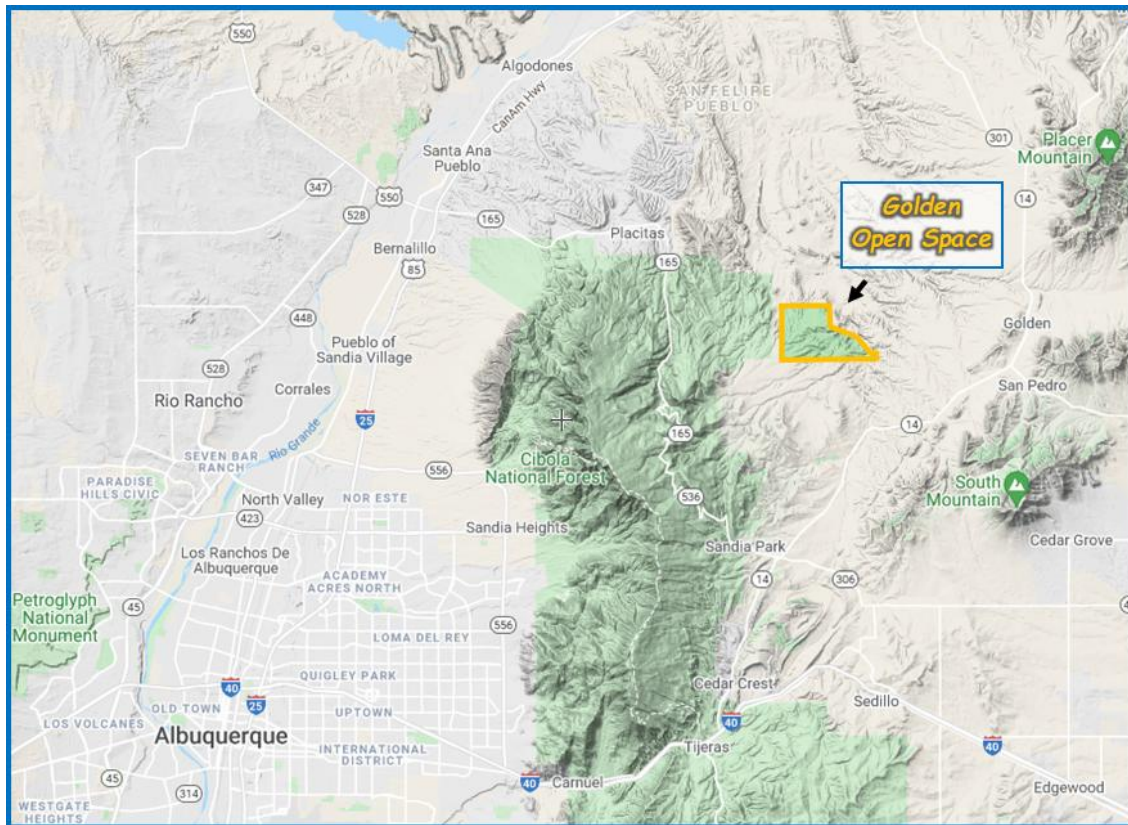 550
550
Algodones
CanAm Hwy
SAN FELIPE
PUEBLO
301
Placer
Mountain
Santa Ana
Pueblo
347
550
528
165
14
Golden
Open Space
Placitas
Bernalillo
85
165
448
Pueblo of
Sandia Village
Golden
528
Corrales
San Pedro
Rio Rancho
25
14
Rio Grande
165
SEVEN BAR
RANCH
556
Cibola
National Forest
PARADISE
HILLS CIVIC
North Valley
NOR ESTE
536
South
Mountain
423
Sandia Heights
Cedar Grove
Los Ranchos De
Albuquerque
Sandia Park
ACADEMY
ACRES NORTH
14
306
Petroglyph
National
Monument
45
556
4
LOMA DEL REY
QUIGLEY PARK
40
Cedar Crest
Sedillo
OLD TOWN
25
UPTOWN
40
LOS VOLCANES
Albuquerque
INTERNATIONAL
DISTRICT
Tijeras
40
45
40
Carnuel
Edgewood
314
WESTGATE
HEIGHTS